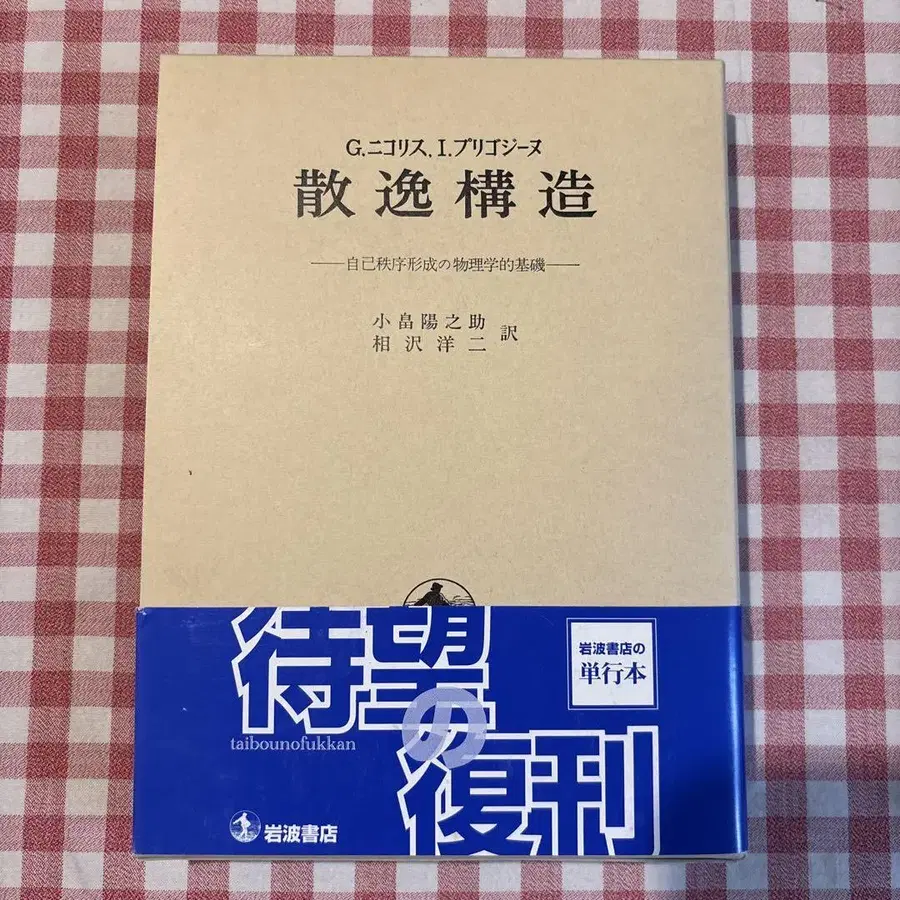 G.ニコリス, I.プリゴジーヌ
散逸構造
——自己秩序形成の物理学的基礎——
小畠陽之助
相沢洋二
訳
岩波書店の
単行本
待望の復刊
taibounofukkan
岩波書店